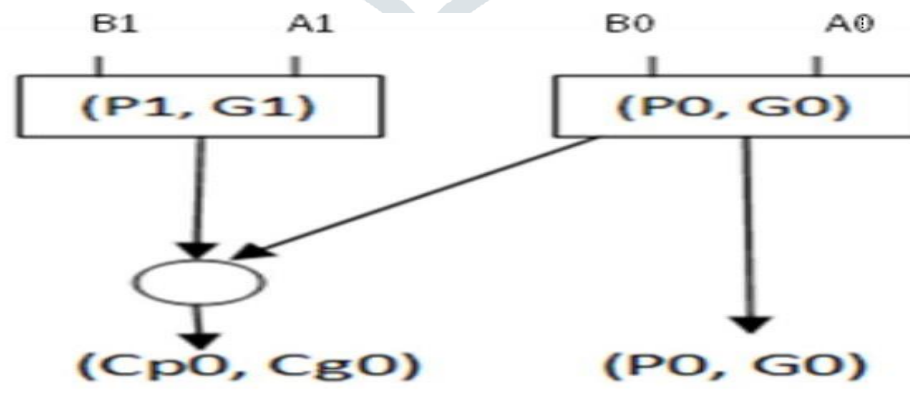 B1 A1 B0 A0
(P1, G1) (P0, G0)
(Cp0, Cg0) (P0, G0)